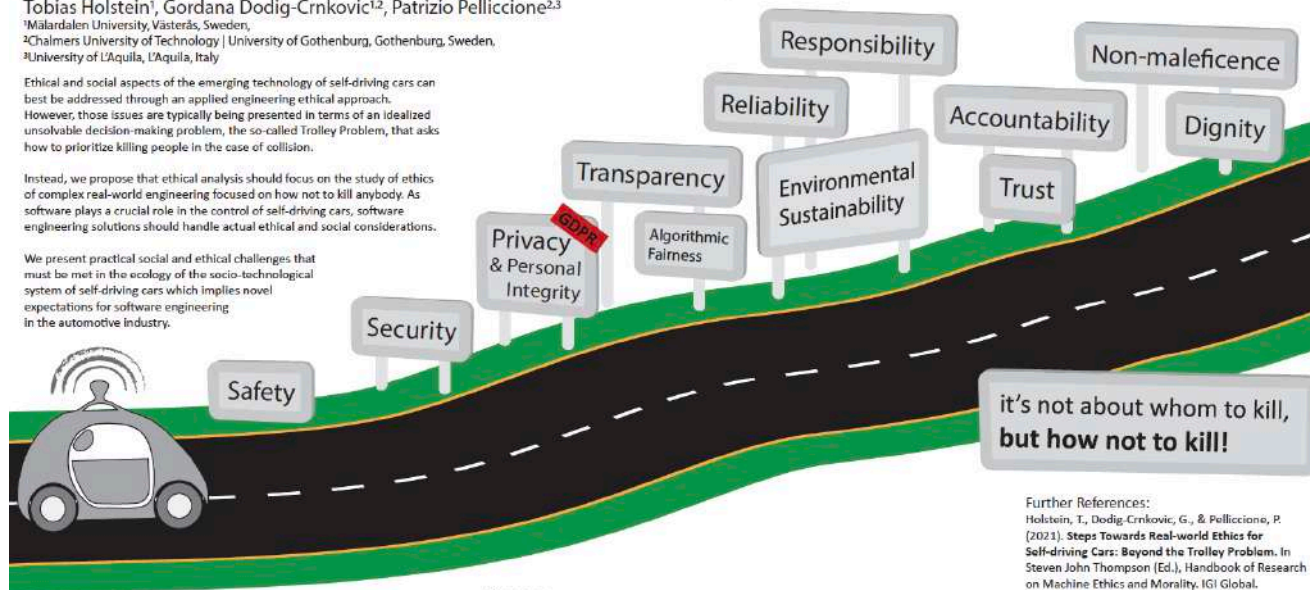 Tobias Holstein¹, Gordana Dodig-Crnkovic¹˒², Patrizio Pelliccione²˒³
¹Mälardalen University, Västerås, Sweden,
²Chalmers University of Technology | University of Gothenburg, Gothenburg, Sweden,
³University of L'Aquila, L'Aquila, Italy
Ethical and social aspects of the emerging technology of self-driving cars can
best be addressed through an applied engineering ethical approach.
However, those issues are typically being presented in terms of an idealized
unsolvable decision-making problem, the so-called Trolley Problem, that asks
how to prioritize killing people in the case of collision.
Instead, we propose that ethical analysis should focus on the study of ethics
of complex real-world engineering focused on how not to kill anybody. As
software plays a crucial role in the control of self-driving cars, software
engineering solutions should handle actual ethical and social considerations.
We present practical social and ethical challenges that
must be met in the ecology of the socio-technological
system of self-driving cars which implies novel
expectations for software engineering
in the automotive industry.
Safety
Security
Privacy
& Personal
Integrity
GDPR
Transparency
Algorithmic
Fairness
Reliability
Responsibility
Environmental
Sustainability
Accountability
Trust
Non-maleficence
Dignity
it's not about whom to kill,
but how not to kill!
Further References:
Holstein, T., Dodig-Crnkovic, G., & Pelliccione, P.
(2021). Steps Towards Real-world Ethics for
Self-driving Cars: Beyond the Trolley Problem. In
Steven John Thompson (Ed.), Handbook of Research
on Machine Ethics and Morality. IGI Global.